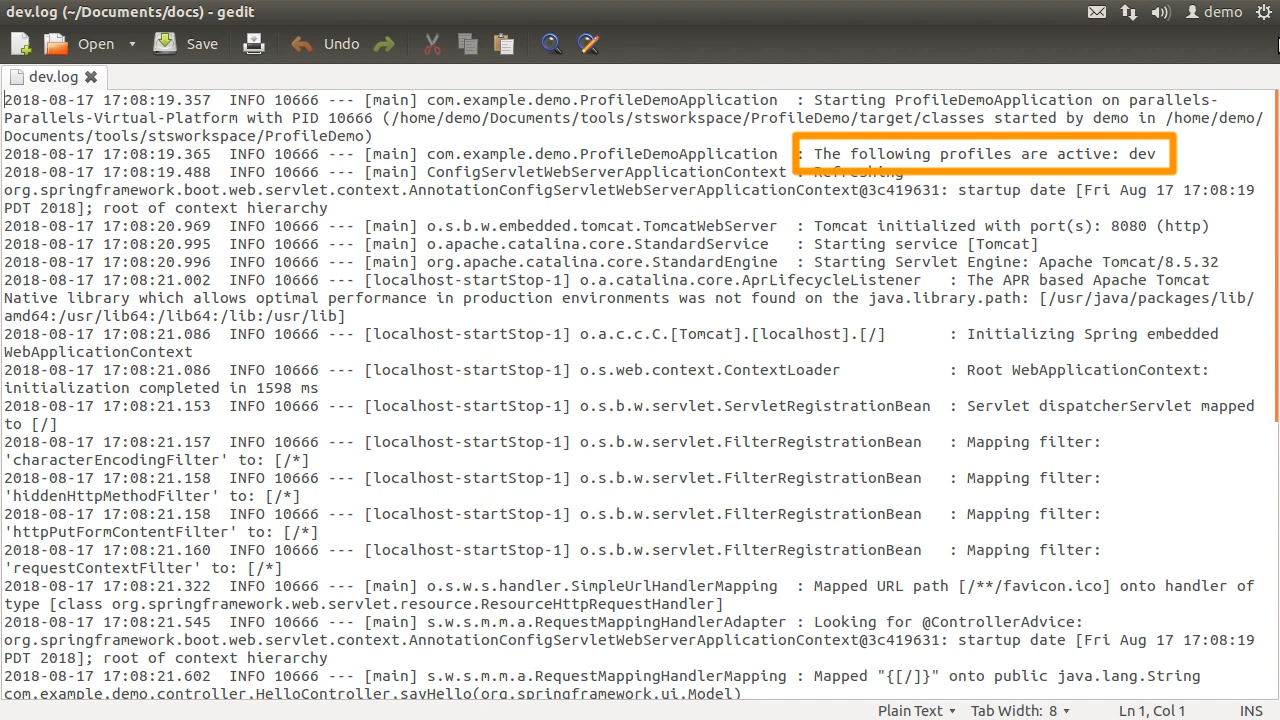 dev.log (~/Documents/docs) - gedit
demo
Open
Save
Undo
dev.log
2018-08-17 17:08:19.357  INFO 10666 --- [main] com.example.demo.ProfileDemoApplication  : Starting ProfileDemoApplication on parallels-
Parallels-Virtual-Platform with PID 10666 (/home/demo/Documents/tools/stsworkspace/ProfileDemo/target/classes started by demo in /home/demo/
Documents/tools/stsworkspace/ProfileDemo)
2018-08-17 17:08:19.365  INFO 10666 --- [main] com.example.demo.ProfileDemoApplication  : The following profiles are active: dev
2018-08-17 17:08:19.488  INFO 10666 --- [main] ConfigServletWebServerApplicationContext : Refreshing
org.springframework.boot.web.servlet.context.AnnotationConfigServletWebServerApplicationContext@3c419631: startup date [Fri Aug 17 17:08:19
PDT 2018]; root of context hierarchy
2018-08-17 17:08:20.969  INFO 10666 --- [main] o.s.b.w.embedded.tomcat.TomcatWebServer  : Tomcat initialized with port(s): 8080 (http)
2018-08-17 17:08:20.995  INFO 10666 --- [main] o.apache.catalina.core.StandardService   : Starting service [Tomcat]
2018-08-17 17:08:20.996  INFO 10666 --- [main] org.apache.catalina.core.StandardEngine  : Starting Servlet Engine: Apache Tomcat/8.5.32
2018-08-17 17:08:21.002  INFO 10666 --- [localhost-startStop-1] o.a.catalina.core.AprLifecycleListener   : The APR based Apache Tomcat
Native library which allows optimal performance in production environments was not found on the java.library.path: [/usr/java/packages/lib/
amd64:/usr/lib64:/lib64:/lib:/usr/lib]
2018-08-17 17:08:21.086  INFO 10666 --- [localhost-startStop-1] o.a.c.c.C.[Tomcat].[localhost].[/]       : Initializing Spring embedded
WebApplicationContext
2018-08-17 17:08:21.086  INFO 10666 --- [localhost-startStop-1] o.s.web.context.ContextLoader            : Root WebApplicationContext:
initialization completed in 1598 ms
2018-08-17 17:08:21.153  INFO 10666 --- [localhost-startStop-1] o.s.b.w.servlet.ServletRegistrationBean  : Servlet dispatcherServlet mapped
to [/]
2018-08-17 17:08:21.157  INFO 10666 --- [localhost-startStop-1] o.s.b.w.servlet.FilterRegistrationBean   : Mapping filter:
'characterEncodingFilter' to: [/*]
2018-08-17 17:08:21.158  INFO 10666 --- [localhost-startStop-1] o.s.b.w.servlet.FilterRegistrationBean   : Mapping filter:
'hiddenHttpMethodFilter' to: [/*]
2018-08-17 17:08:21.158  INFO 10666 --- [localhost-startStop-1] o.s.b.w.servlet.FilterRegistrationBean   : Mapping filter:
'httpPutFormContentFilter' to: [/*]
2018-08-17 17:08:21.160  INFO 10666 --- [localhost-startStop-1] o.s.b.w.servlet.FilterRegistrationBean   : Mapping filter:
'requestContextFilter' to: [/*]
2018-08-17 17:08:21.322  INFO 10666 --- [main] o.s.w.s.handler.SimpleUrlHandlerMapping  : Mapped URL path [/**/favicon.ico] onto handler of
type [class org.springframework.web.servlet.resource.ResourceHttpRequestHandler]
2018-08-17 17:08:21.545  INFO 10666 --- [main] s.w.s.m.m.a.RequestMappingHandlerAdapter : Looking for @ControllerAdvice:
org.springframework.boot.web.servlet.context.AnnotationConfigServletWebServerApplicationContext@3c419631: startup date [Fri Aug 17 17:08:19
PDT 2018]; root of context hierarchy
2018-08-17 17:08:21.602  INFO 10666 --- [main] s.w.s.m.m.a.RequestMappingHandlerMapping : Mapped "{[/]}" onto public java.lang.String
com.example.demo.controller.HelloController.sayHello(org.springframework.ui.Model)
Plain Text
Tab Width: 8
Ln 1, Col 1
INS